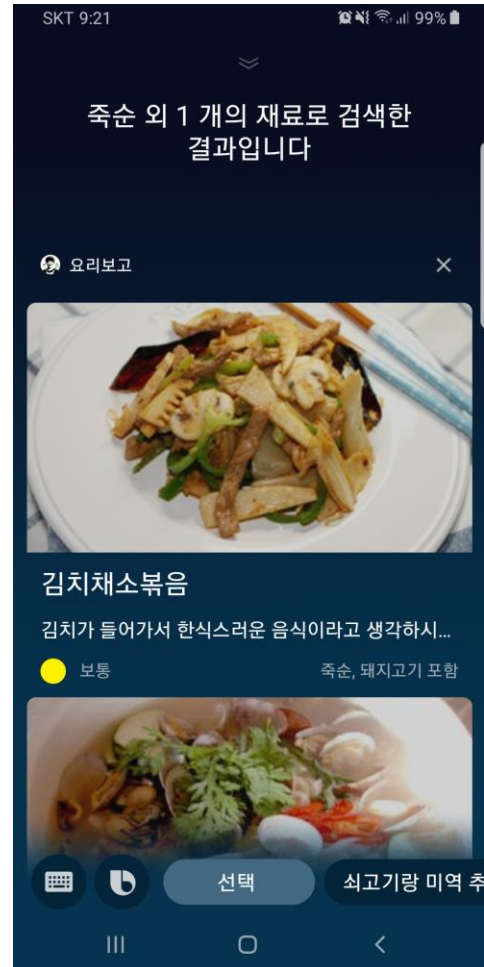 SKT 9:21
99%
죽순 외 1 개의 재료로 검색한
결과입니다
요리보고
김치채소볶음
김치가 들어가서 한식스러운 음식이라고 생각하시...
보통
죽순, 돼지고기 포함
선택
쇠고기랑 미역 추